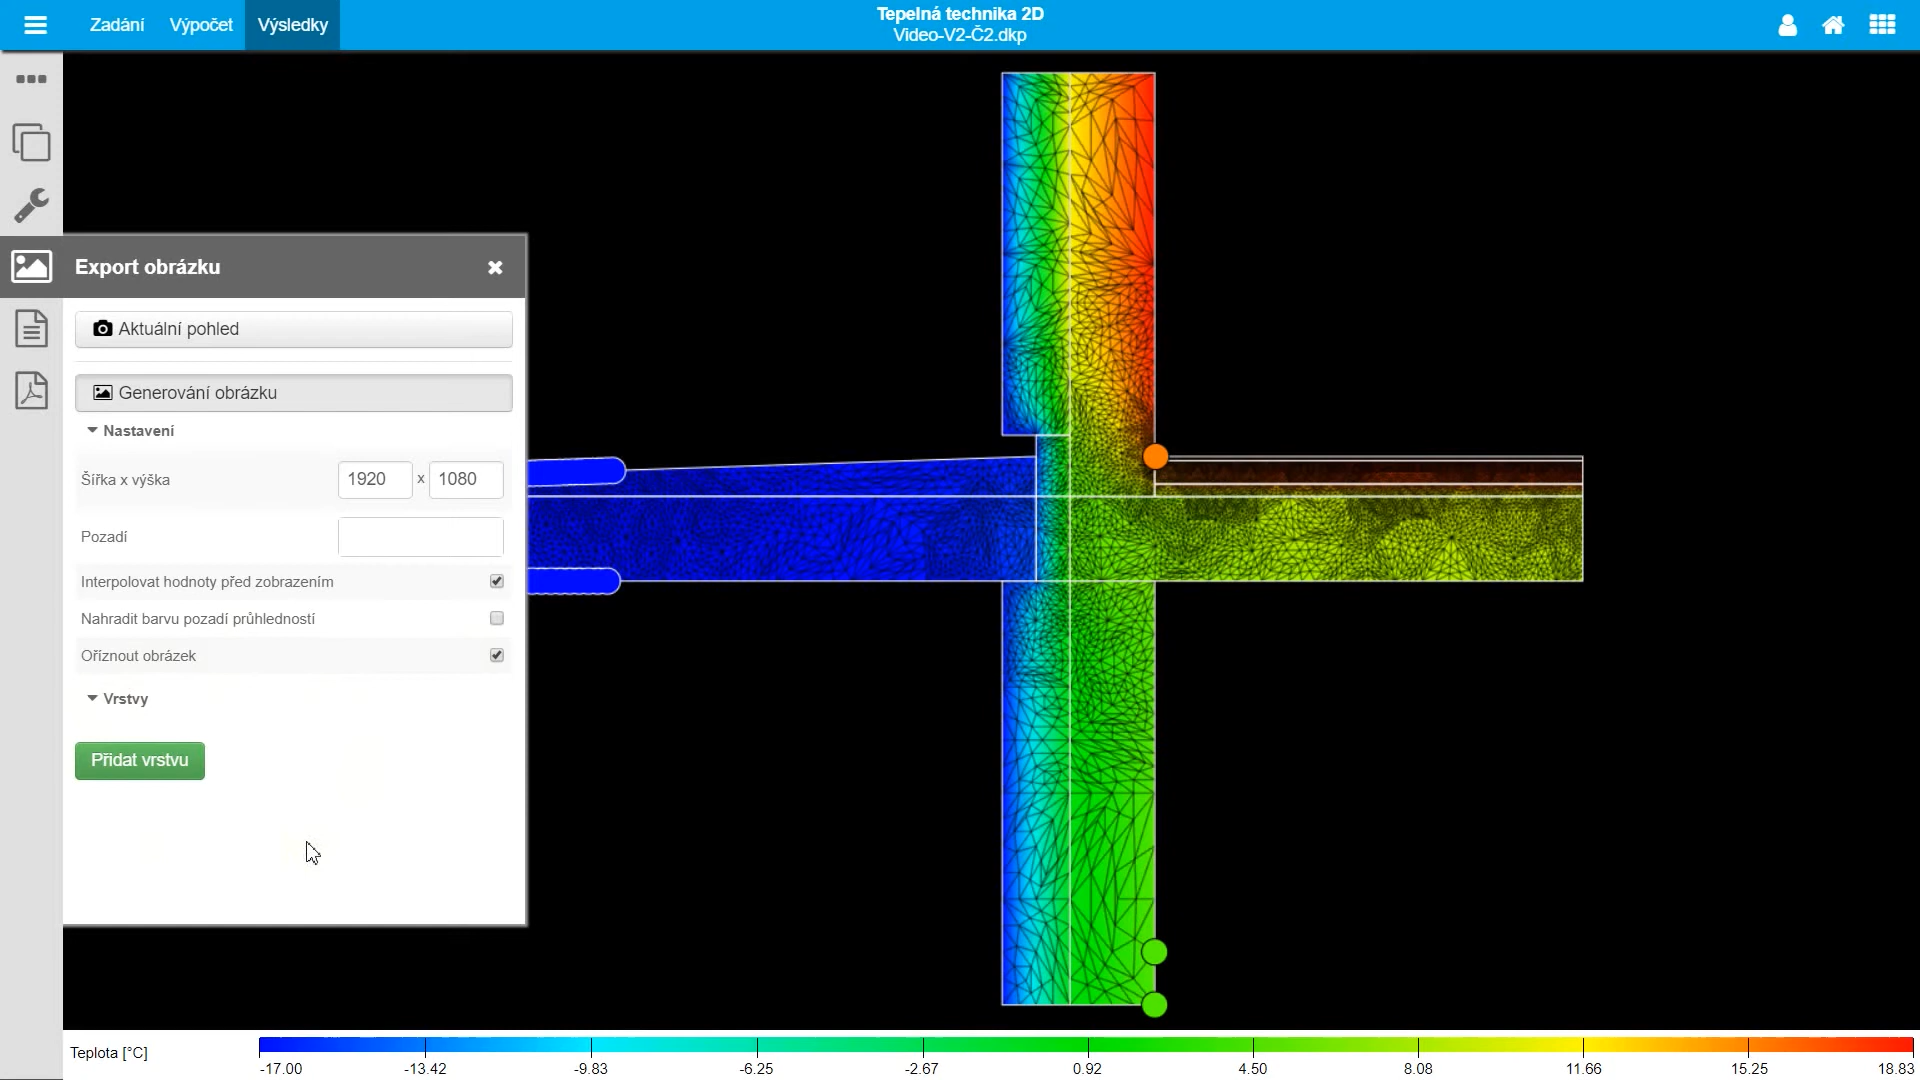 Zadání Výpočet Výsledky
Tepelná technika 2D
Video-V2-Č2.dkp
Export obrázku
Aktuální pohled
Generování obrázku
Nastavení
Šířka x výška 1920 x 1080
Pozadí
Interpolovat hodnoty před zobrazením
Nahradit barvu pozadí průhledností
Oříznout obrázek
Vrstvy
Přidat vrstvu
Teplota [°C]
-17.00 -13.42 -9.83 -6.25 -2.67 0.92 4.50 8.08 11.66 15.25 18.83